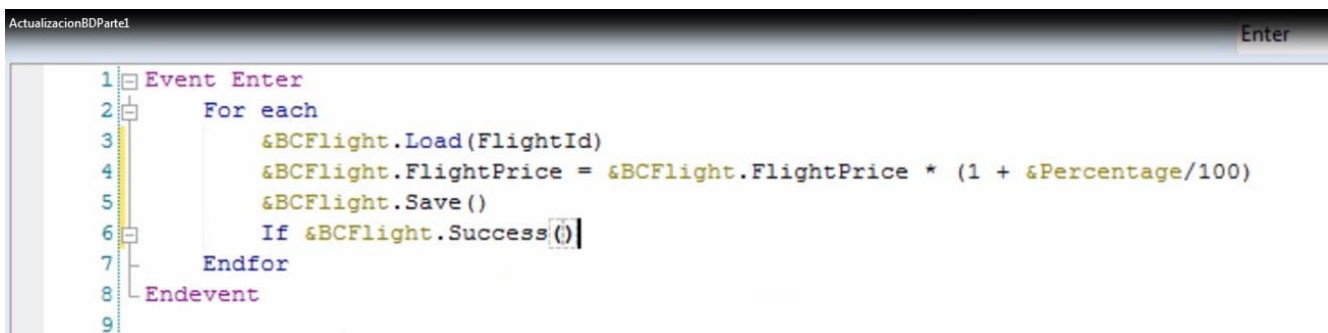 ActualizacionBDParte1
Enter
1 Event Enter
2 For each
3 &BCFlight.Load(FlightId)
4 &BCFlight.FlightPrice = &BCFlight.FlightPrice * (1 + &Percentage/100)
5 &BCFlight.Save()
6 If &BCFlight.Success()
7 Endfor
8 Endevent
9